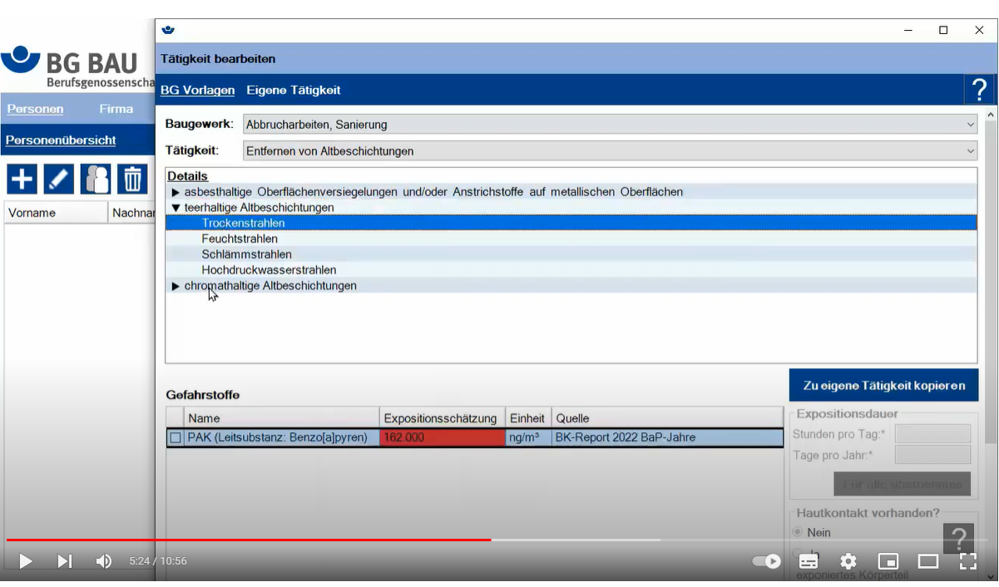 Tätigkeit bearbeiten
BG BAU
Berufsgenossenscha
BG Vorlagen Eigene Tätigkeit ?
Personen Firma
Personenübersicht
Baugewerk: Abbrucharbeiten, Sanierung
Tätigkeit: Entfernen von Altbeschichtungen
Details
asbesthaltige Oberflächenversiegelungen und/oder Anstrichstoffe auf metallischen Oberflächen
teerhaltige Altbeschichtungen
Vorname Nachnar
Trockenstrahlen
Feuchtstrahlen
Schlämmstrahlen
Hochdruckwasserstrahlen
chromathaltige Altbeschichtungen
Zu eigene Tätigkeit kopieren
Gefahrstoffe
Name Expositionsschätzung Einheit Quelle
PAK (Leitsubstanz: Benzo[a]pyren) 162.000 ng/m³ BK-Report 2022 BaP-Jahre
Expositionsdauer
Stunden pro Tag:*
Tage pro Jahr:*
Für alle übernehmen
Hautkontakt vorhanden?
Nein
?
Ja
5:24 / 10:56
exponiertes Körperteil